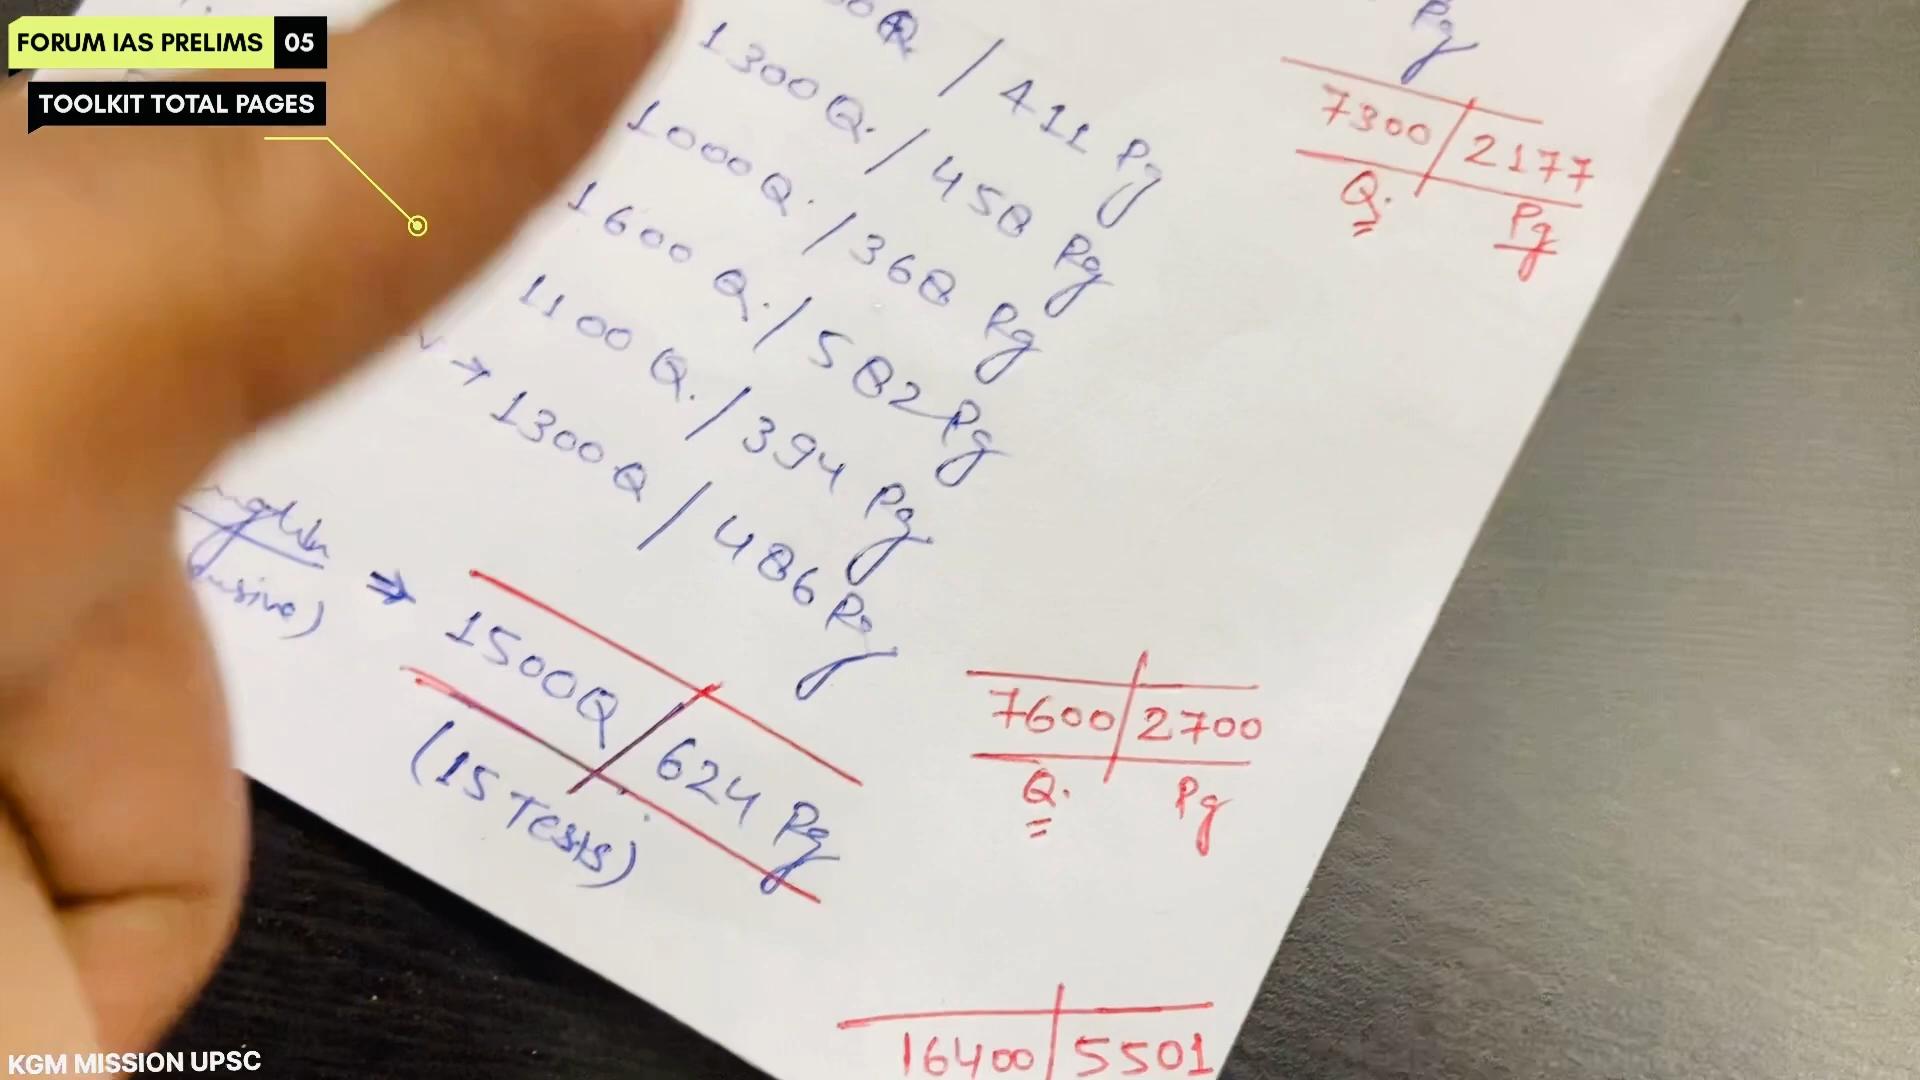 FORUM IAS PRELIMS 05
TOOLKIT TOTAL PAGES
Q. / 411 Pg
1300 Q. / 458 Pg
1000 Q. / 368 Pg
1600 Q. / 582 Pg
1100 Q. / 394 Pg
→ 1300 Q / 486 Pg
⇒ 1500Q / 624 Pg
(15 Tests)
Pg
7300 / 2177
Q. Pg
7600 / 2700
Q. Pg
16400 / 5501
KGM MISSION UPSC